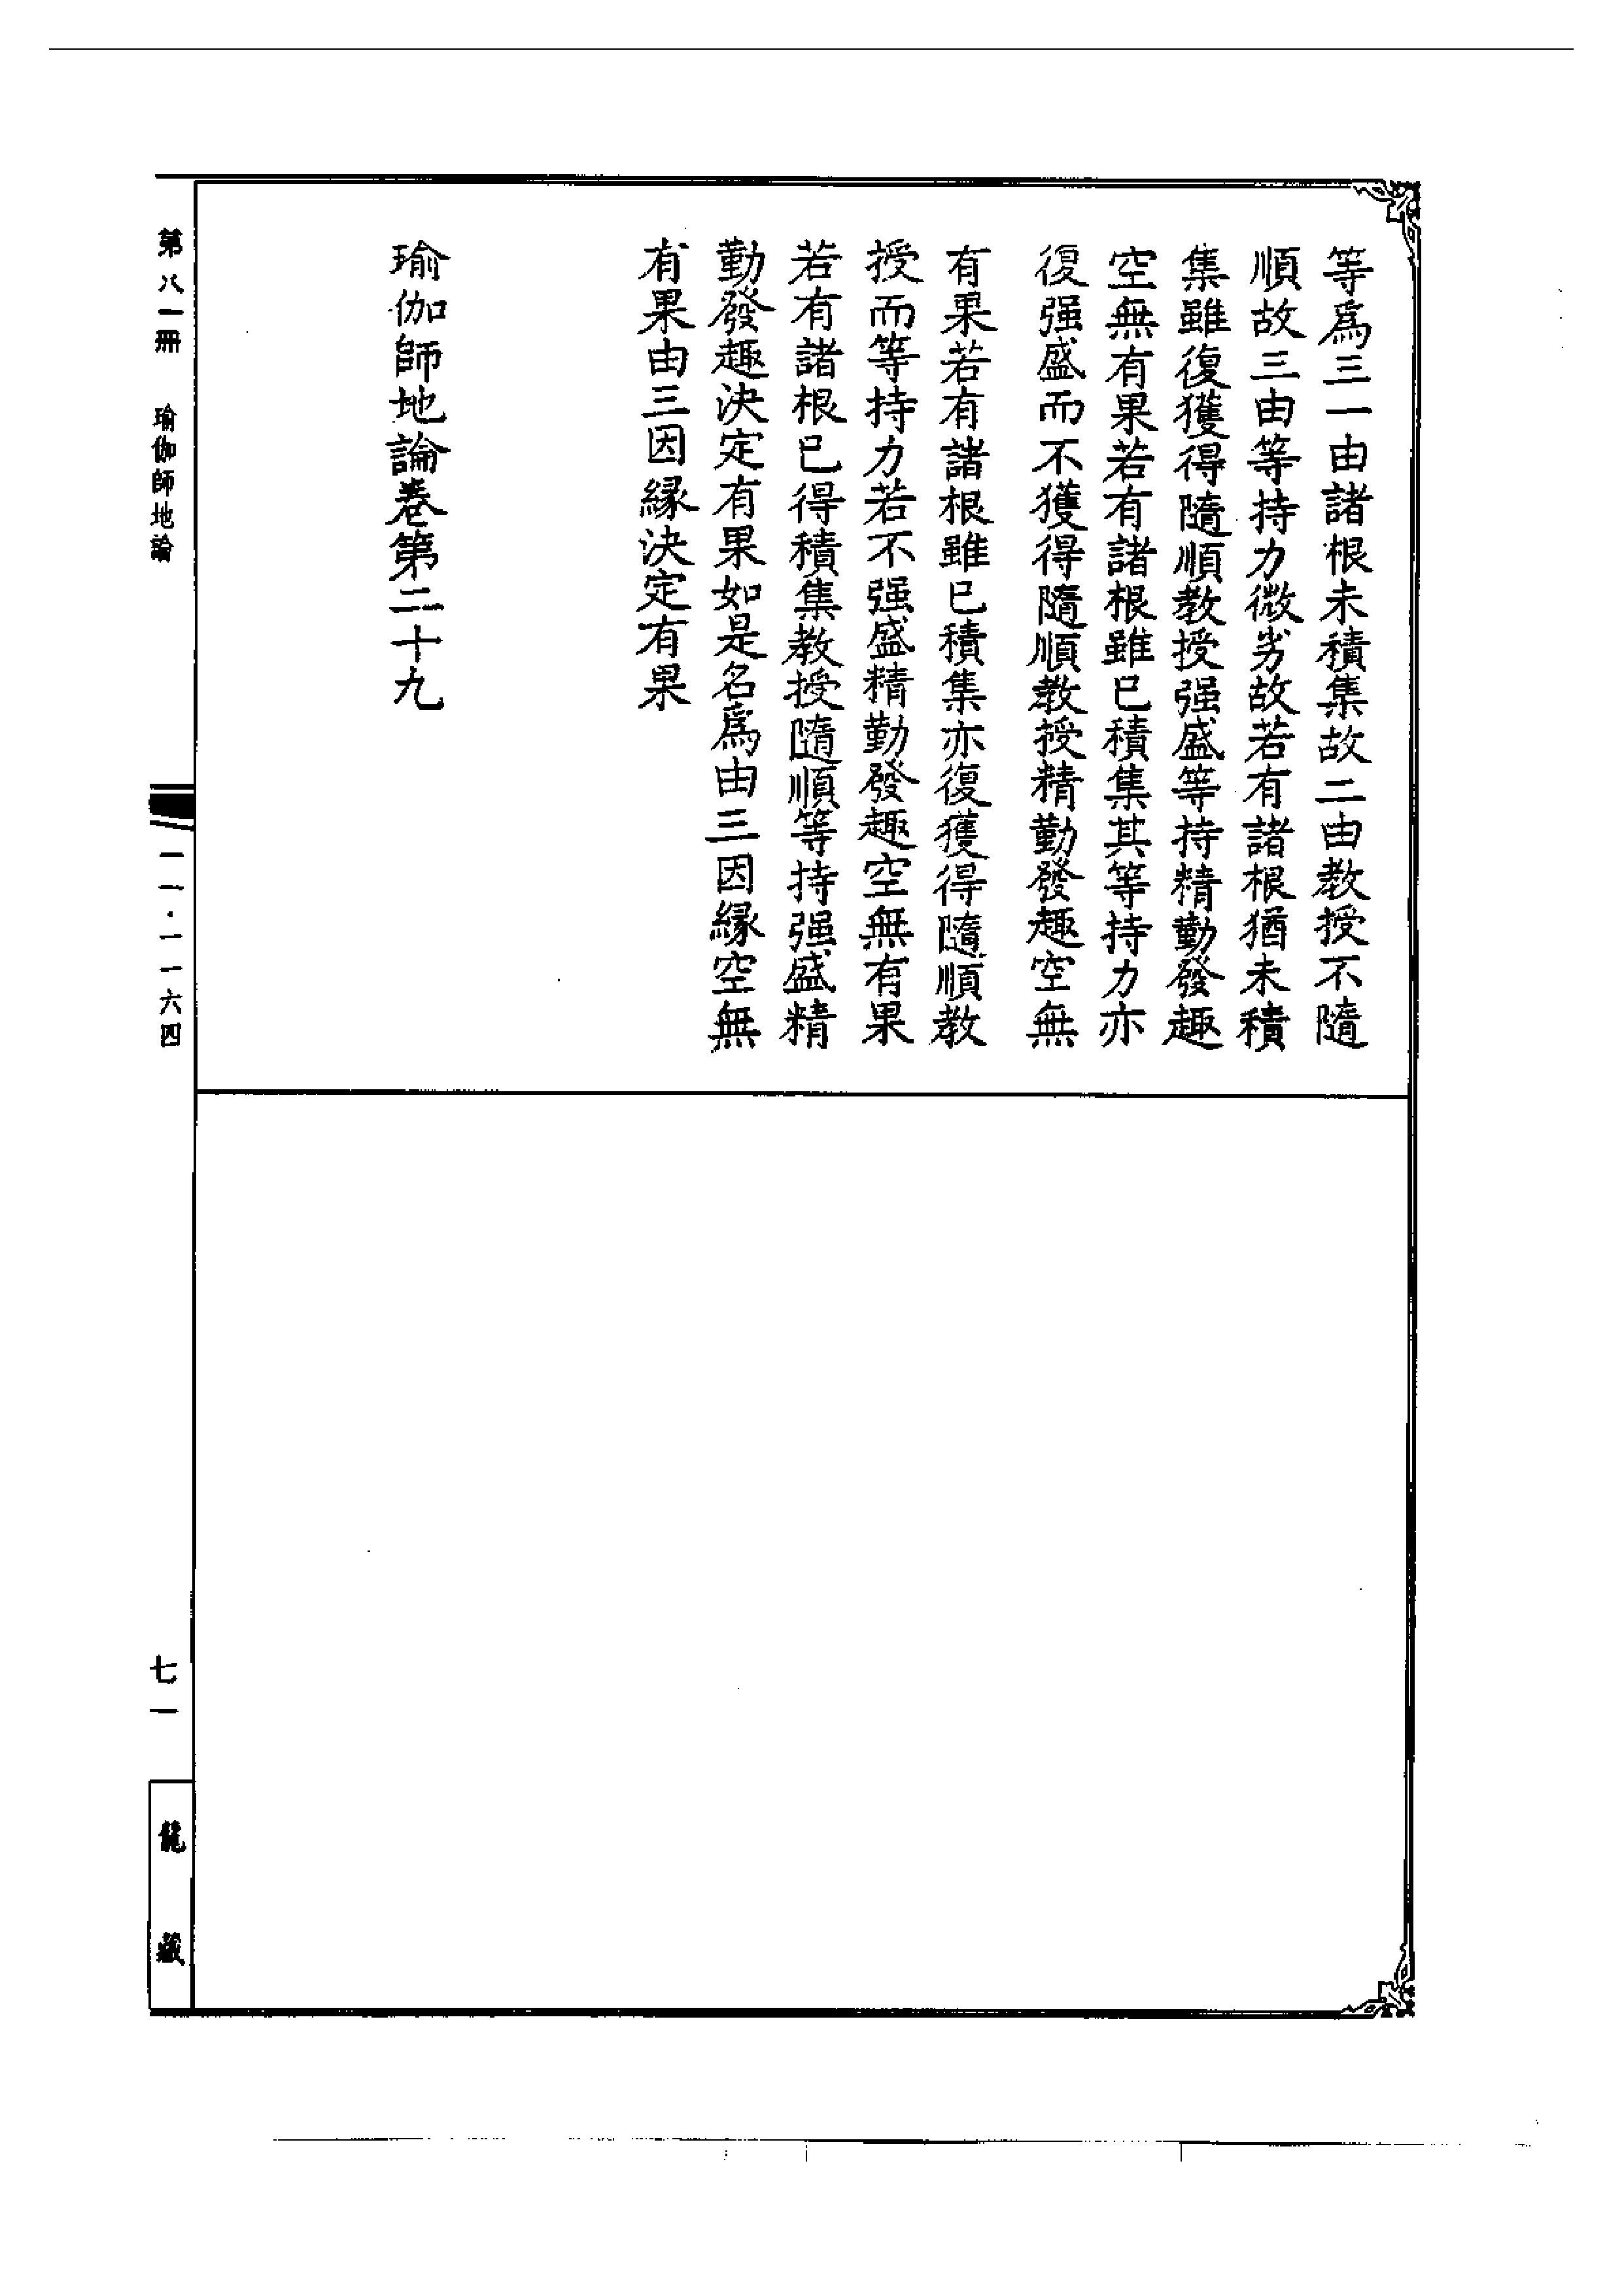 等爲三一由諸根未積集故二由教授不隨
順故三由等持力微劣故若有諸根猶未積
集雖復獲得隨順教授强盛等持精勤發趣
空無有果若有諸根雖已積集其等持力亦
復强盛而不獲得隨順教授精勤發趣空無
有果若有諸根雖已積集亦復獲得隨順教
授而等持力若不强盛精勤發趣空無有果
若有諸根已得積集教授隨順等持强盛精
勤發趣決定有果如是名爲由三因緣空無
有果由三因緣決定有果
瑜伽師地論卷第二十九
第八一冊 瑜伽師地論
一一·一一六四
七一
龍藏